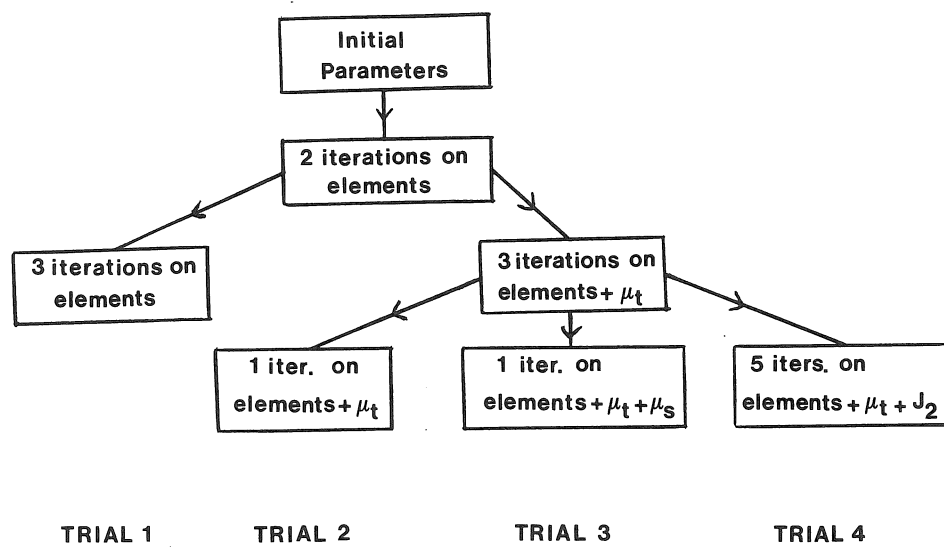 Initial
Parameters
2 iterations on
elements
3 iterations on
elements
3 iterations on
elements + μt
1 iter. on
elements + μt
1 iter. on
elements + μt + μs
5 iters. on
elements + μt + J2
TRIAL 1
TRIAL 2
TRIAL 3
TRIAL 4